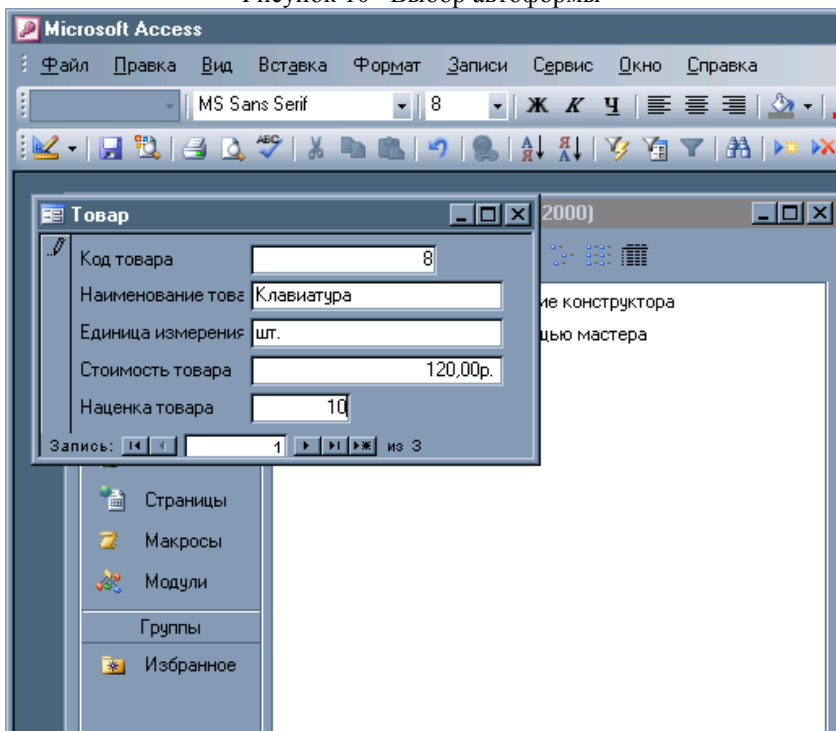 Microsoft Access
Файл Правка Вид Вставка Формат Записи Сервис Окно Справка
MS Sans Serif 8 Ж К Ч
Товар 2000)
Код товара 8
Наименование това Клавиатура ие конструктора
Единица измерения шт. щью мастера
Стоимость товара 120,00р.
Наценка товара 10
Запись: 1 из 3
Страницы
Макросы
Модули
Группы
Избранное